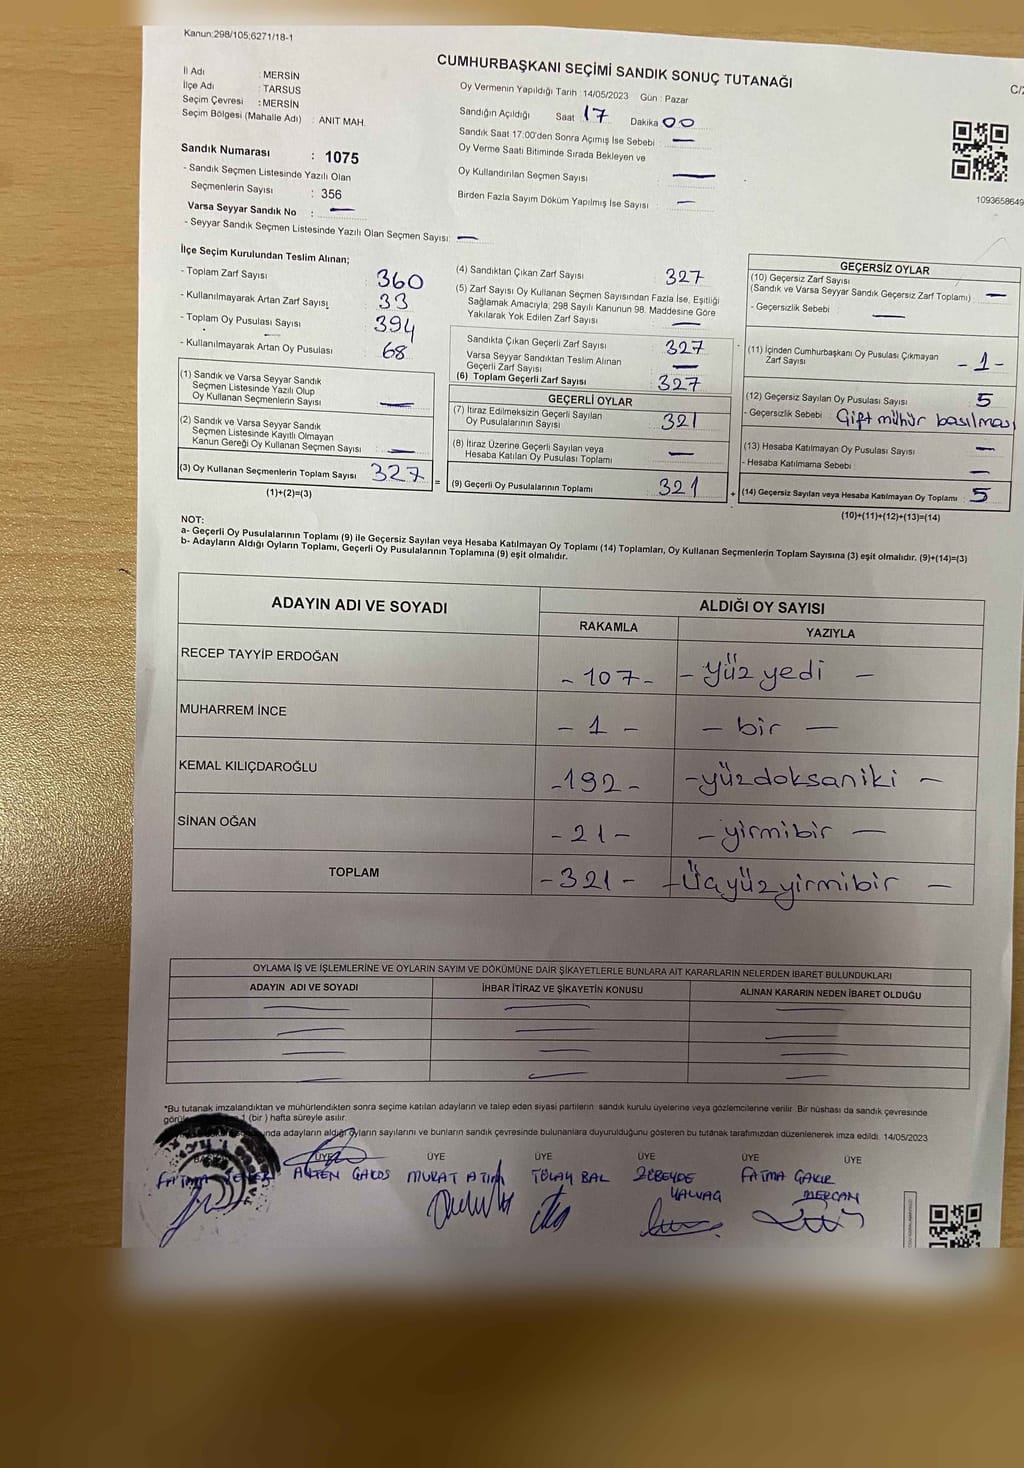 Kanun:298/105;6271/18-1
CUMHURBAŞKANI SEÇİMİ SANDIK SONUÇ TUTANAĞI
İl Adı : MERSİN
İlçe Adı : TARSUS
Seçim Çevresi : MERSİN
Seçim Bölgesi (Mahalle Adı) : ANIT MAH.
Sandık Numarası : 1075
- Sandık Seçmen Listesinde Yazılı Olan
Seçmenlerin Sayısı : 356
Varsa Seyyar Sandık No : —
- Seyyar Sandık Seçmen Listesinde Yazılı Olan Seçmen Sayısı: —
Oy Vermenin Yapıldığı Tarih : 14/05/2023 Gün : Pazar
Sandığın Açıldığı Saat 17 Dakika 00
Sandık Saat 17.00'den Sonra Açımış İse Sebebi : —
Oy Verme Saati Bitiminde Sırada Bekleyen ve
Oy Kullandırılan Seçmen Sayısı —
Birden Fazla Sayım Döküm Yapılmış İse Sayısı : —
C/2
1093658649
İlçe Seçim Kurulundan Teslim Alınan;
- Toplam Zarf Sayısı : 360
- Kullanılmayarak Artan Zarf Sayısı : 33
- Toplam Oy Pusulası Sayısı : 394
- Kullanılmayarak Artan Oy Pusulası : 68
(1) Sandık ve Varsa Seyyar Sandık
Seçmen Listesinde Yazılı Olup
Oy Kullanan Seçmenlerin Sayısı : —
(2) Sandık ve Varsa Seyyar Sandık
Seçmen Listesinde Kayıtlı Olmayan
Kanun Gereği Oy Kullanan Seçmen Sayısı : —
(3) Oy Kullanan Seçmenlerin Toplam Sayısı : 327
(1)+(2)=(3)
(4) Sandıktan Çıkan Zarf Sayısı : 327
(5) Zarf Sayısı Oy Kullanan Seçmen Sayısından Fazla İse, Eşitliği
Sağlamak Amacıyla; 298 Sayılı Kanunun 98. Maddesine Göre
Yakılarak Yok Edilen Zarf Sayısı : —
Sandıkta Çıkan Geçerli Zarf Sayısı : 327
Varsa Seyyar Sandıktan Teslim Alınan
Geçerli Zarf Sayısı : —
(6) Toplam Geçerli Zarf Sayısı : 327
GEÇERLİ OYLAR
(7) İtiraz Edilmeksizin Geçerli Sayılan
Oy Pusulalarının Sayısı : 321
(8) İtiraz Üzerine Geçerli Sayılan veya
Hesaba Katılan Oy Pusulası Toplamı : —
= (9) Geçerli Oy Pusulalarının Toplamı : 321
GEÇERSİZ OYLAR
(10) Geçersiz Zarf Sayısı
(Sandık ve Varsa Seyyar Sandık Geçersiz Zarf Toplamı) : —
- Geçersizlik Sebebi : —
(11) İçinden Cumhurbaşkanı Oy Pusulası Çıkmayan
Zarf Sayısı - 1 -
(12) Geçersiz Sayılan Oy Pusulası Sayısı : 5
- Geçersizlik Sebebi : Çift mühür basılması
(13) Hesaba Katılmayan Oy Pusulası Sayısı : —
- Hesaba Katılmama Sebebi : —
+ (14) Geçersiz Sayılan veya Hesaba Katılmayan Oy Toplamı : 5
(10)+(11)+(12)+(13)=(14)
NOT:
a- Geçerli Oy Pusulalarının Toplamı (9) ile Geçersiz Sayılan veya Hesaba Katılmayan Oy Toplamı (14) Toplamları, Oy Kullanan Seçmenlerin Toplam Sayısına (3) eşit olmalıdır. (9)+(14)=(3)
b- Adayların Aldığı Oyların Toplamı, Geçerli Oy Pusulalarının Toplamına (9) eşit olmalıdır.
ADAYIN ADI VE SOYADI ALDIĞI OY SAYISI
RAKAMLA YAZIYLA
RECEP TAYYİP ERDOĞAN - 107 - - yüz yedi -
MUHARREM İNCE - 1 - - bir -
KEMAL KILIÇDAROĞLU - 192 - - yüzdoksaniki -
SİNAN OĞAN - 21 - - yirmibir -
TOPLAM - 321 - - Üçyüzyirmibir -
OYLAMA İŞ VE İŞLEMLERİNE VE OYLARIN SAYIM VE DÖKÜMÜNE DAİR ŞİKAYETLERLE BUNLARA AİT KARARLARIN NELERDEN İBARET BULUNDUKLARI
ADAYIN ADI VE SOYADI İHBAR İTİRAZ VE ŞİKAYETİN KONUSU ALINAN KARARIN NEDEN İBARET OLDUĞU
*Bu tutanak imzalandıktan ve mühürlendikten sonra seçime katılan adayların ve talep eden siyasi partilerin sandık kurulu üyelerine veya gözlemcilerine verilir. Bir nüshası da sandık çevresinde
1 (bir) hafta süreyle asılır.
adayların aldığı oyların sayılarını ve bunların sandık çevresinde bulunanlara duyurulduğunu gösteren bu tutanak tarafımızdan düzenlenerek imza edildi. 14/05/2023
ÜYE ÜYE ÜYE ÜYE ÜYE ÜYE
FATMA MURAT TÜLAY BAL ZÜBEYDE FATMA ÇAKIR
YALVAÇ MERCAN